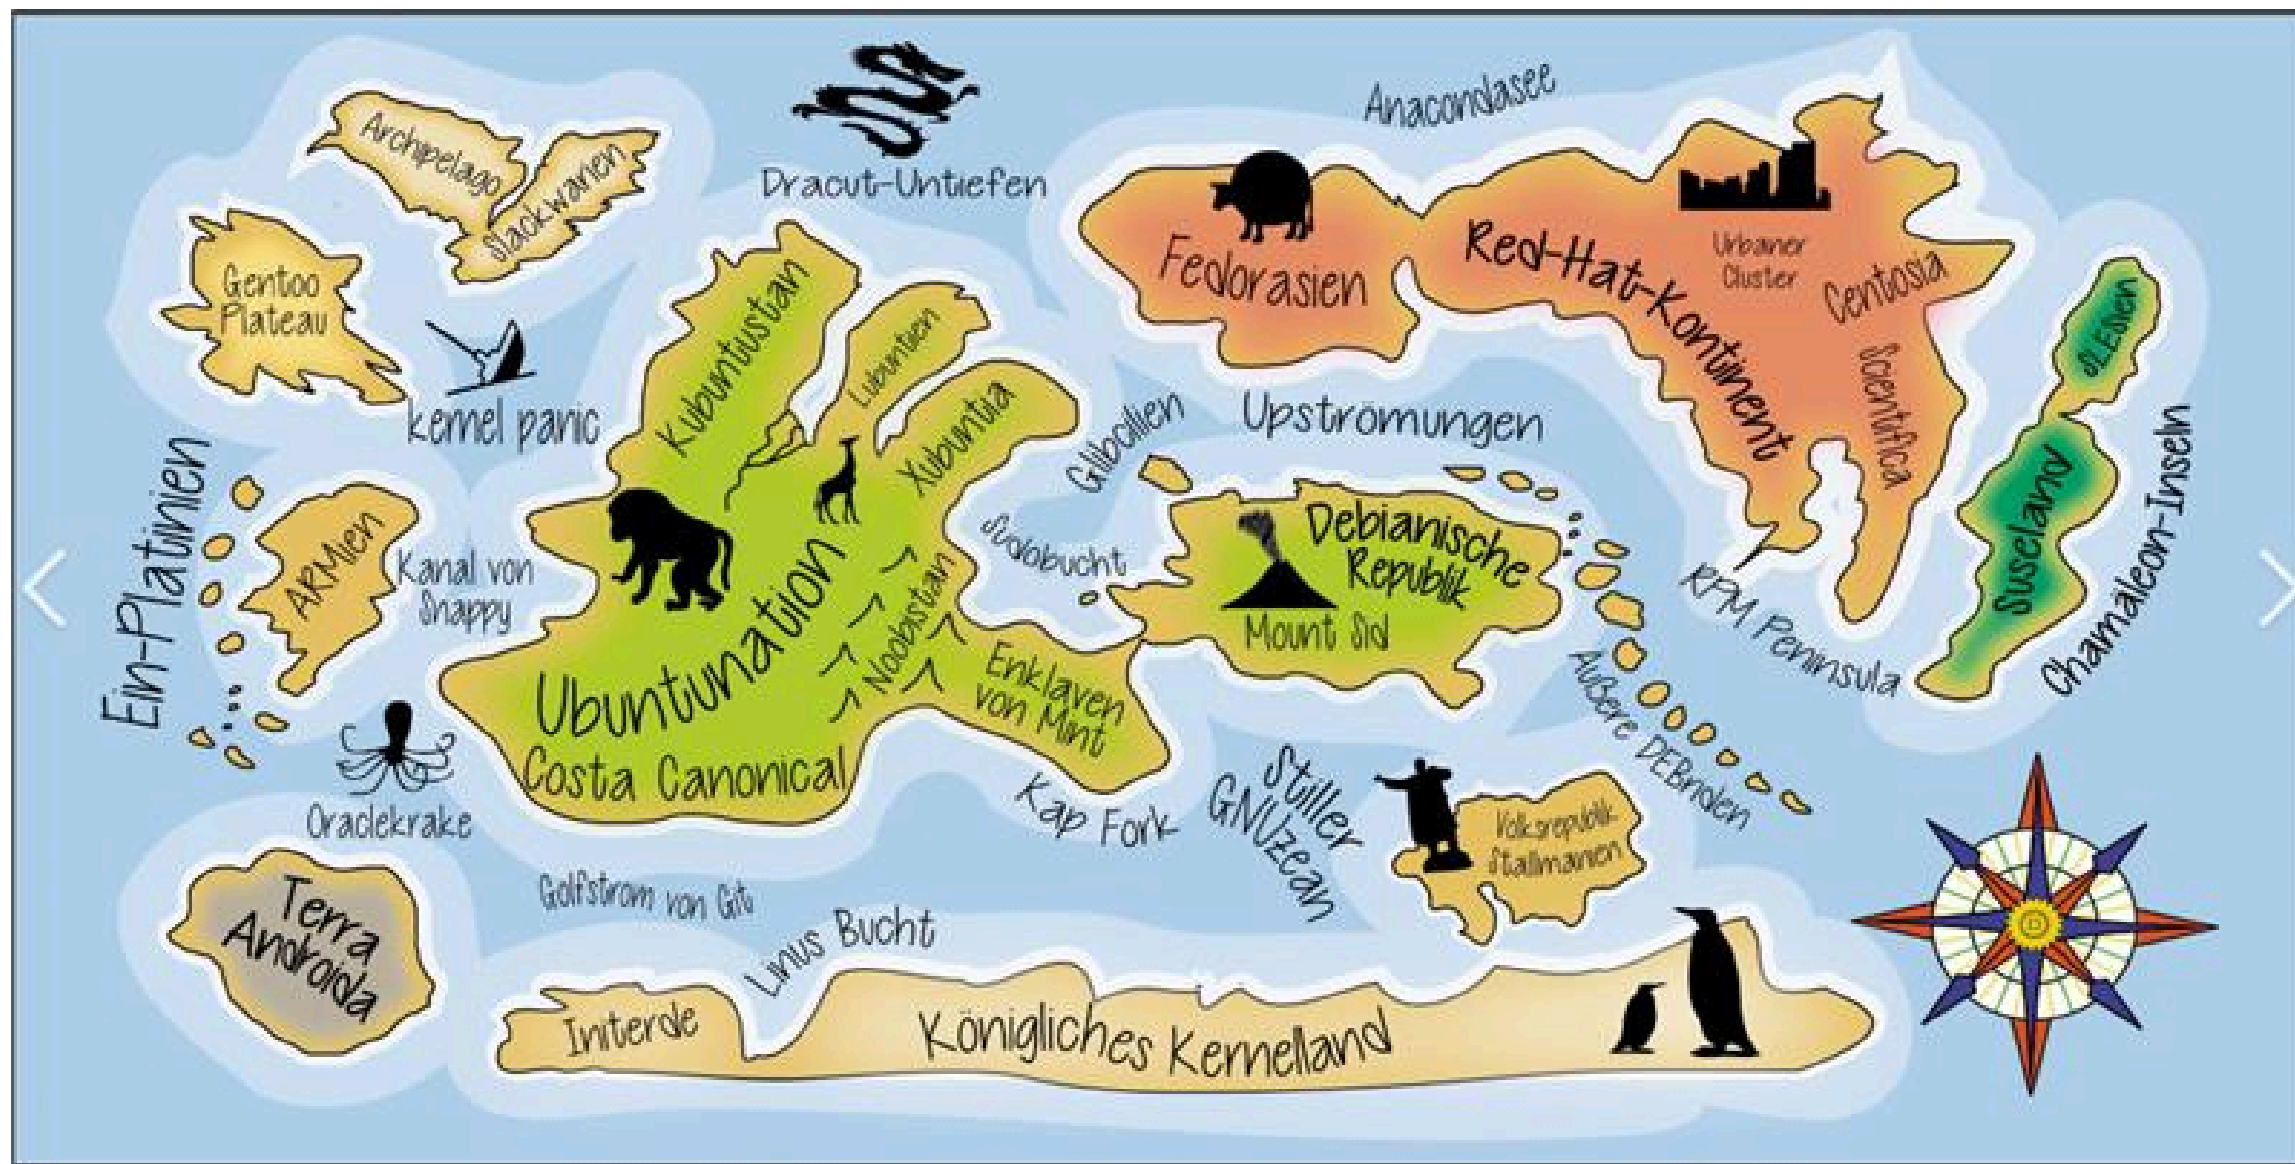 Anacondasee
Archipelago
Slackwarien
Dracut-Untiefen
Gentoo
Plateau
kernel panic
Kubuntustan
Lubuntien
Xubuntia
Fedorasien
Red-Hat-Kontinent
Urbaner
Cluster
Centosia
Scientifica
SLESien
Suseland
Chamäleon-Inseln
Upströmungen
Glibcilien
Sudobucht
Debianische
Republik
Mount Sid
RPM Peninsula
Äußere DEBriden
Ein-Platinien
ARMien
Kanal von
Snappy
Ubuntunation
Noobistan
Enklaven
von Mint
Costa Canonical
Kap Fork
Stiller
GNUzean
Volksrepublik
Stallmanien
Oraclekrake
Terra
Androida
Golfstrom von Git
Linus Bucht
Initerde
Königliches Kernelland